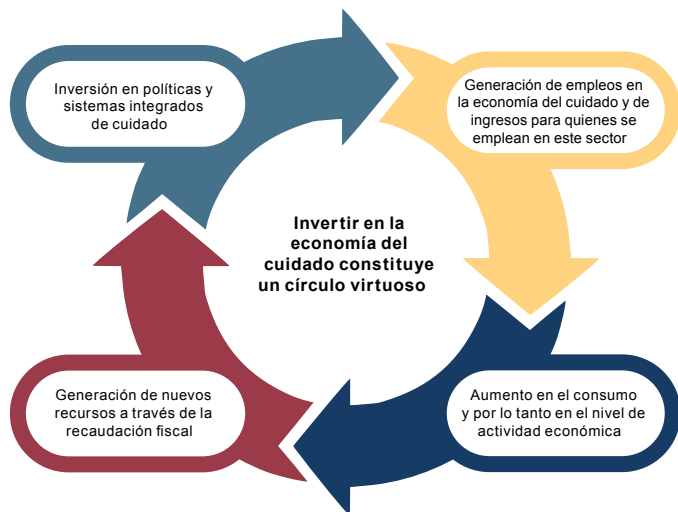 Inversión en políticas y
sistemas integrados
de cuidado
Generación de empleos en
la economía del cuidado y de
ingresos para quienes se
emplean en este sector
Invertir en la
economía del
cuidado constituye
un círculo virtuoso
Generación de nuevos
recursos a través de la
recaudación fiscal
Aumento en el consumo
y por lo tanto en el nivel de
actividad económica